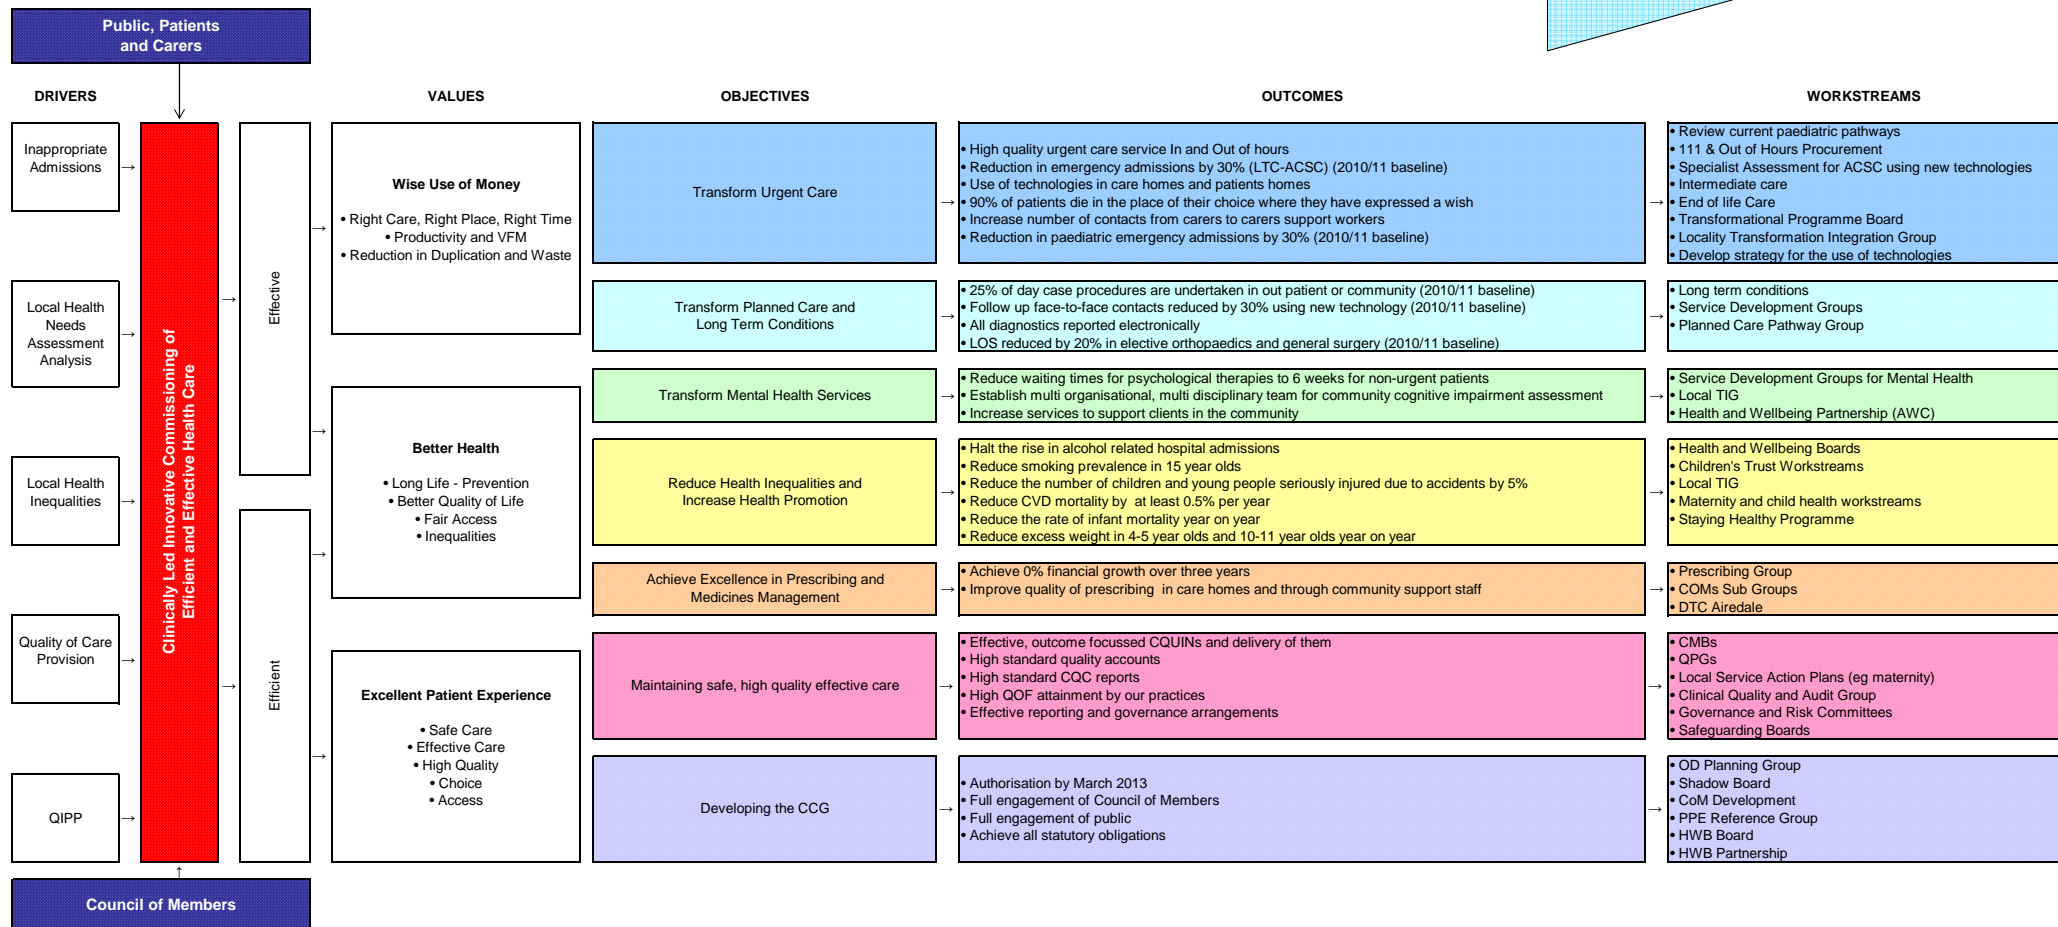 Public, Patients
and Carers
DRIVERS
VALUES
OBJECTIVES
OUTCOMES
WORKSTREAMS
Inappropriate
Admissions
→
Local Health
Needs
Assessment
Analysis
→
Local Health
Inequalities
→
Quality of Care
Provision
→
QIPP
→
Clinically Led Innovative Commissioning of
Efficient and Effective Health Care
→
→
Effective
Efficient
→
→
→
→
Wise Use of Money
• Right Care, Right Place, Right Time
• Productivity and VFM
• Reduction in Duplication and Waste
Better Health
• Long Life - Prevention
• Better Quality of Life
• Fair Access
• Inequalities
Excellent Patient Experience
• Safe Care
• Effective Care
• High Quality
• Choice
• Access
Transform Urgent Care
→
• High quality urgent care service In and Out of hours
• Reduction in emergency admissions by 30% (LTC-ACSC) (2010/11 baseline)
• Use of technologies in care homes and patients homes
• 90% of patients die in the place of their choice where they have expressed a wish
• Increase number of contacts from carers to carers support workers
• Reduction in paediatric emergency admissions by 30% (2010/11 baseline)
→
• Review current paediatric pathways
• 111 & Out of Hours Procurement
• Specialist Assessment for ACSC using new technologies
• Intermediate care
• End of life Care
• Transformational Programme Board
• Locality Transformation Integration Group
• Develop strategy for the use of technologies
Transform Planned Care and
Long Term Conditions
→
• 25% of day case procedures are undertaken in out patient or community (2010/11 baseline)
• Follow up face-to-face contacts reduced by 30% using new technology (2010/11 baseline)
• All diagnostics reported electronically
• LOS reduced by 20% in elective orthopaedics and general surgery (2010/11 baseline)
→
• Long term conditions
• Service Development Groups
• Planned Care Pathway Group
Transform Mental Health Services
→
• Reduce waiting times for psychological therapies to 6 weeks for non-urgent patients
• Establish multi organisational, multi disciplinary team for community cognitive impairment assessment
• Increase services to support clients in the community
→
• Service Development Groups for Mental Health
• Local TIG
• Health and Wellbeing Partnership (AWC)
Reduce Health Inequalities and
Increase Health Promotion
→
• Halt the rise in alcohol related hospital admissions
• Reduce smoking prevalence in 15 year olds
• Reduce the number of children and young people seriously injured due to accidents by 5%
• Reduce CVD mortality by at least 0.5% per year
• Reduce the rate of infant mortality year on year
• Reduce excess weight in 4-5 year olds and 10-11 year olds year on year
→
• Health and Wellbeing Boards
• Children's Trust Workstreams
• Local TIG
• Maternity and child health workstreams
• Staying Healthy Programme
Achieve Excellence in Prescribing and
Medicines Management
→
• Achieve 0% financial growth over three years
• Improve quality of prescribing in care homes and through community support staff
→
• Prescribing Group
• COMs Sub Groups
• DTC Airedale
Maintaining safe, high quality effective care
→
• Effective, outcome focussed CQUINs and delivery of them
• High standard quality accounts
• High standard CQC reports
• High QOF attainment by our practices
• Effective reporting and governance arrangements
→
• CMBs
• QPGs
• Local Service Action Plans (eg maternity)
• Clinical Quality and Audit Group
• Governance and Risk Committees
• Safeguarding Boards
Developing the CCG
→
• Authorisation by March 2013
• Full engagement of Council of Members
• Full engagement of public
• Achieve all statutory obligations
→
• OD Planning Group
• Shadow Board
• CoM Development
• PPE Reference Group
• HWB Board
• HWB Partnership
↑
Council of Members